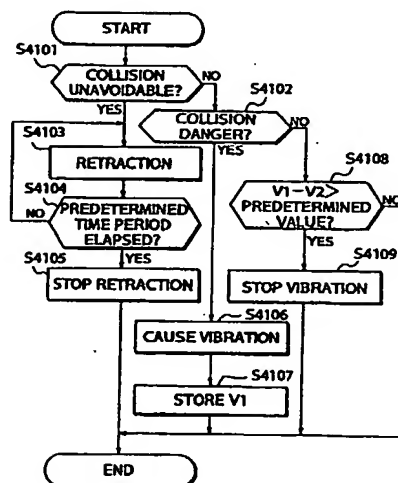 START
S4101
COLLISION
UNAVOIDABLE?
NO
YES
S4102
COLLISION
DANGER?
NO
YES
S4103
RETRACTION
S4104
PREDETERMINED
TIME PERIOD
ELAPSED?
NO
YES
S4105
STOP RETRACTION
S4108
V1-V2>
PREDETERMINED
VALUE?
NO
YES
S4109
STOP VIBRATION
S4106
CAUSE VIBRATION
S4107
STORE V1
END